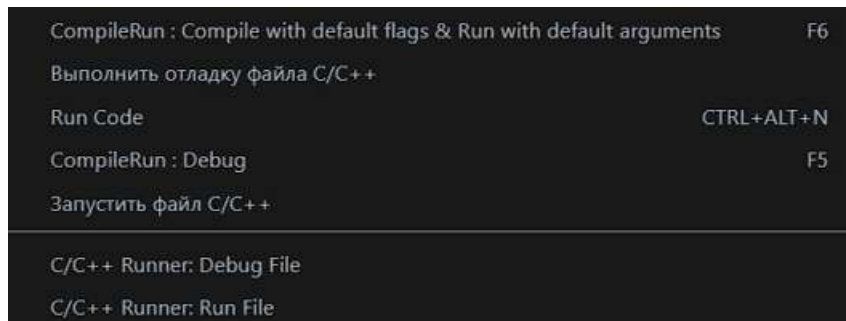 CompileRun : Compile with default flags & Run with default arguments F6
Выполнить отладку файла C/C++
Run Code CTRL+ALT+N
CompileRun : Debug F5
Запустить файл C/C++
C/C++ Runner: Debug File
C/C++ Runner: Run File